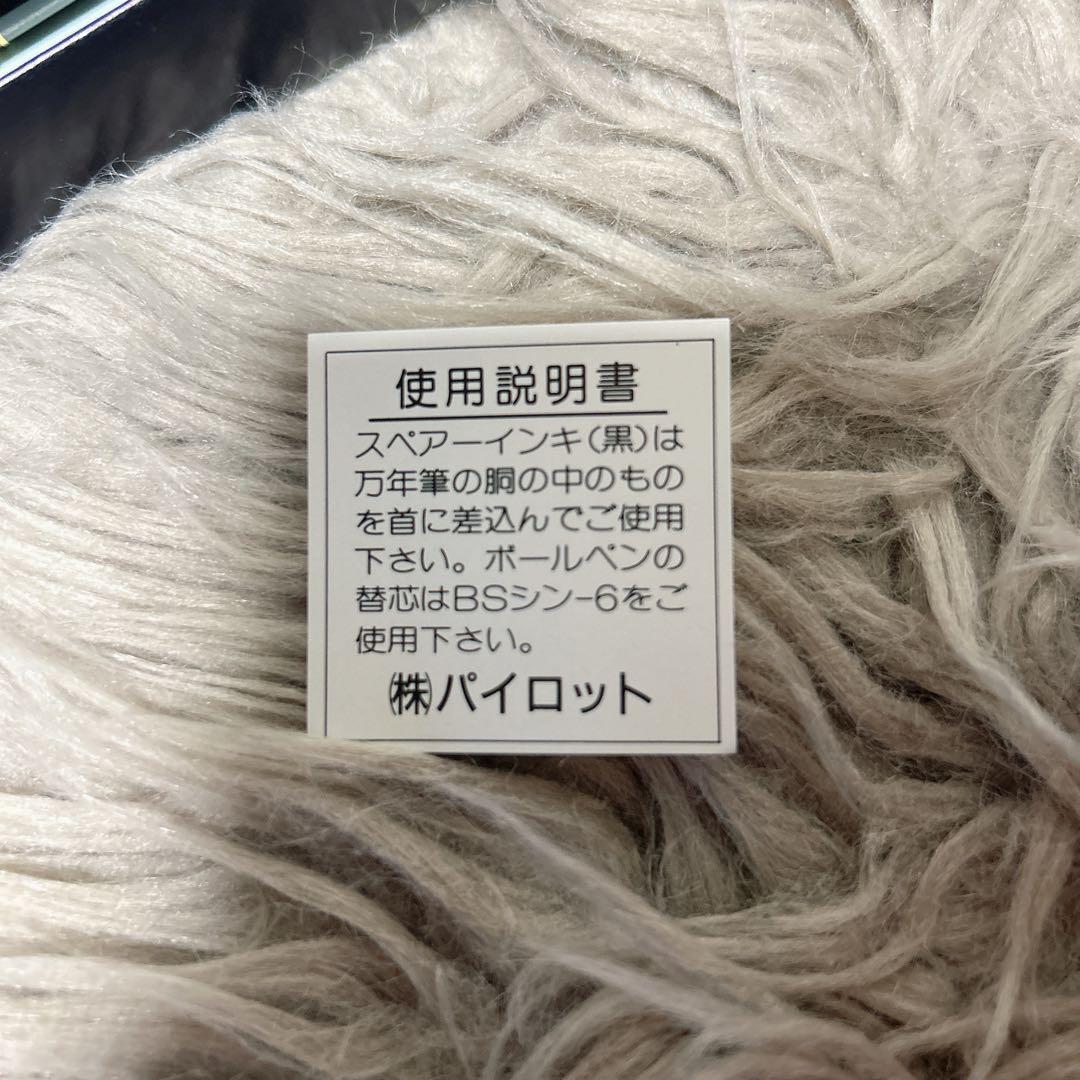 使用説明書
スペアーインキ(黒)は
万年筆の胴の中のもの
を首に差込んでご使用
下さい。ボールペンの
替芯はBSシン-6をご
使用下さい。
㈱パイロット